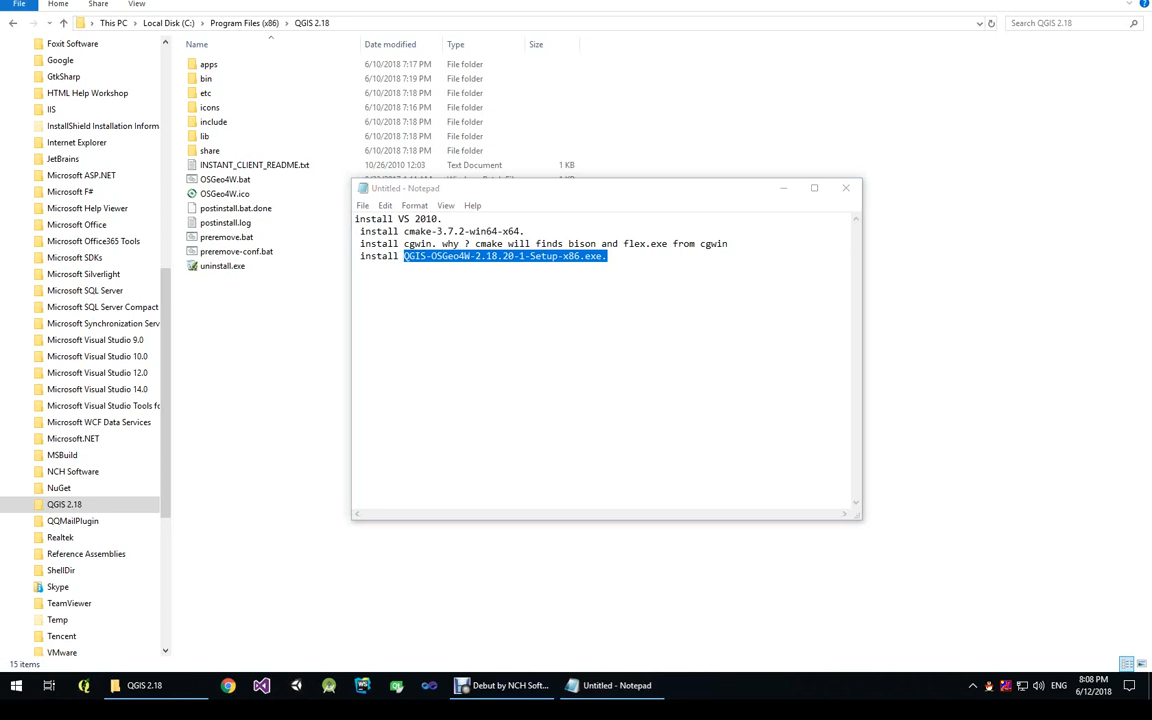 File Home Share View
This PC Local Disk (C:) Program Files (x86) QGIS 2.18
Search QGIS 2.18
Foxit Software
Google
GtkSharp
HTML Help Workshop
IIS
InstallShield Installation Inform
Internet Explorer
JetBrains
Microsoft ASP.NET
Microsoft F#
Microsoft Help Viewer
Microsoft Office
Microsoft Office365 Tools
Microsoft SDKs
Microsoft Silverlight
Microsoft SQL Server
Microsoft SQL Server Compact
Microsoft Synchronization Serv
Microsoft Visual Studio 9.0
Microsoft Visual Studio 10.0
Microsoft Visual Studio 12.0
Microsoft Visual Studio 14.0
Microsoft Visual Studio Tools fo
Microsoft WCF Data Services
Microsoft.NET
MSBuild
NCH Software
NuGet
QGIS 2.18
QQMailPlugin
Realtek
Reference Assemblies
ShellDir
Skype
TeamViewer
Temp
Tencent
VMware
Name Date modified Type Size
apps 6/10/2018 7:17 PM File folder
bin 6/10/2018 7:19 PM File folder
etc 6/10/2018 7:18 PM File folder
icons 6/10/2018 7:16 PM File folder
include 6/10/2018 7:18 PM File folder
lib 6/10/2018 7:18 PM File folder
share 6/10/2018 7:18 PM File folder
INSTANT_CLIENT_README.txt 10/26/2010 12:03 Text Document 1 KB
OSGeo4W.bat
OSGeo4W.ico
postinstall.bat.done
postinstall.log
preremove.bat
preremove-conf.bat
uninstall.exe
Untitled - Notepad
File Edit Format View Help
install VS 2010.
install cmake-3.7.2-win64-x64.
install cgwin. why ? cmake will finds bison and flex.exe from cgwin
install QGIS-OSGeo4W-2.18.20-1-Setup-x86.exe.
15 items
QGIS 2.18
Debut by NCH Soft...
Untitled - Notepad
ENG
8:08 PM
6/12/2018